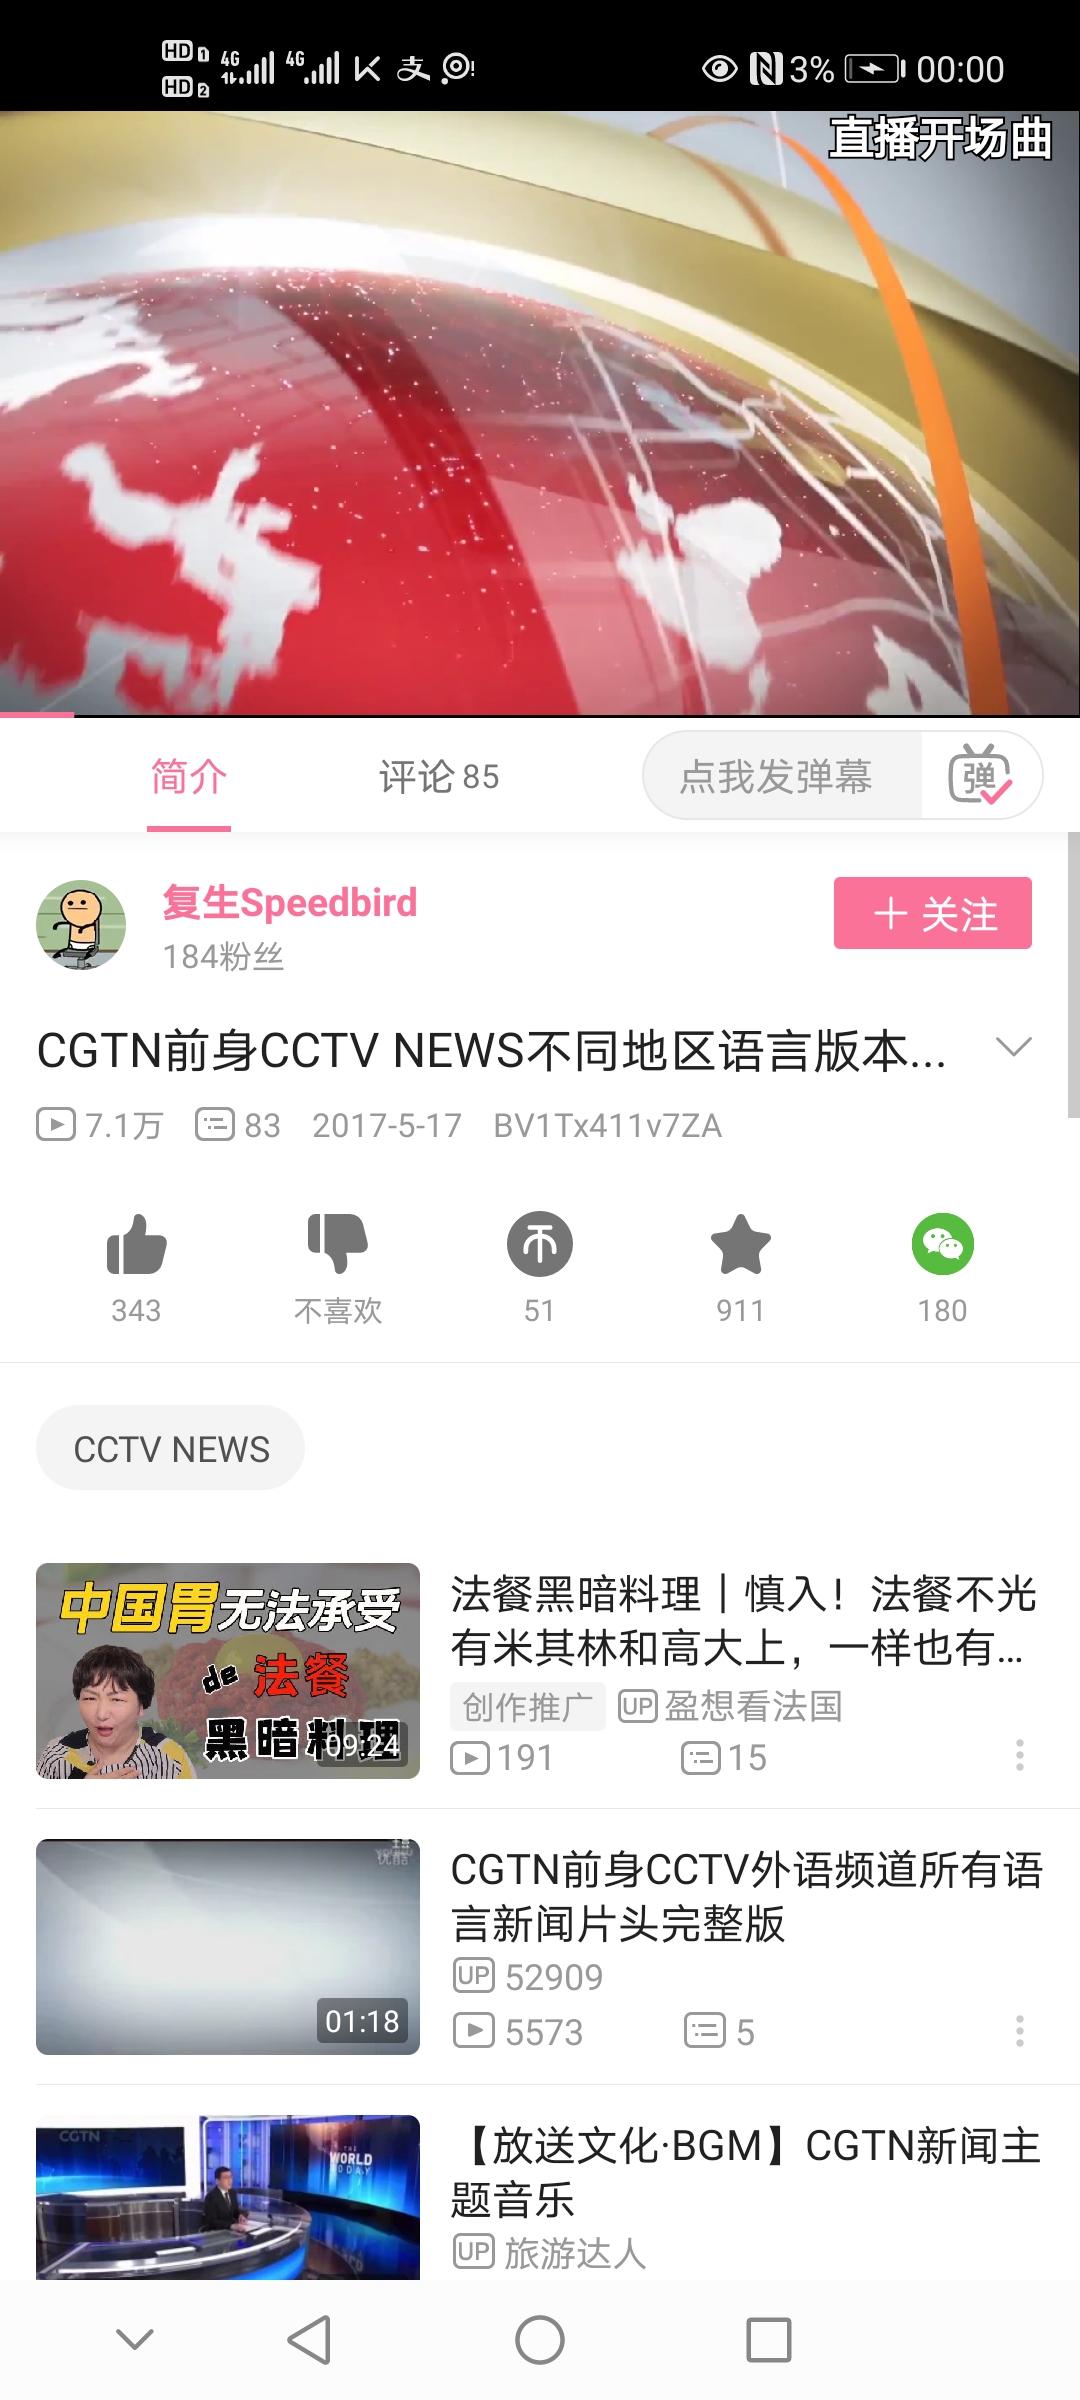 HD 1 4G 4G 支 3% 00:00
HD 2
直播开场曲
简介 评论 85 点我发弹幕 弹
复生Speedbird
184粉丝
+ 关注
CGTN前身CCTV NEWS不同地区语言版本...
7.1万 83 2017-5-17 BV1Tx411v7ZA
343 不喜欢 51 911 180
CCTV NEWS
中国胃无法承受
de 法餐
黑暗料理
09:24
法餐黑暗料理｜慎入！法餐不光
有米其林和高大上，一样也有...
创作推广 UP 盈想看法国
191 15
优酷
01:18
CGTN前身CCTV外语频道所有语
言新闻片头完整版
UP 52909
5573 5
CGTN
THE
WORLD
TODAY
【放送文化·BGM】CGTN新闻主
题音乐
UP 旅游达人